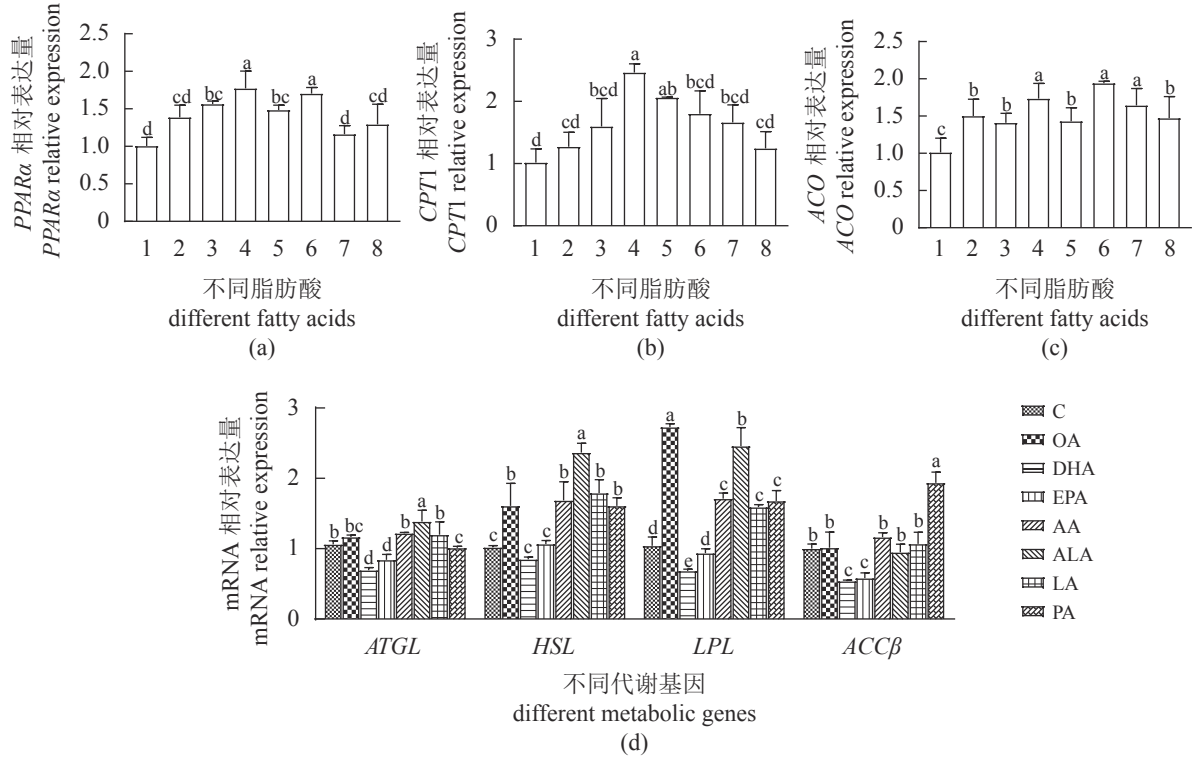 PPARα 相对表达量
PPARα relative expression
2.5
2.0
1.5
1.0
0.5
0
d
cd
bc
a
bc
a
d
cd
1 2 3 4 5 6 7 8
不同脂肪酸
different fatty acids
(a)
CPT1 相对表达量
CPT1 relative expression
3
2
1
0
d
cd
bcd
a
ab
bcd
bcd
cd
1 2 3 4 5 6 7 8
不同脂肪酸
different fatty acids
(b)
ACO 相对表达量
ACO relative expression
2.5
2.0
1.5
1.0
0.5
0
c
b
b
a
b
a
a
b
1 2 3 4 5 6 7 8
不同脂肪酸
different fatty acids
(c)
mRNA 相对表达量
mRNA relative expression
3
2
1
0
b bc d d b a b c
b b c c b a b b
d a e d c b c c
b b c c b b b a
ATGL HSL LPL ACCβ
不同代谢基因
different metabolic genes
(d)
C
OA
DHA
EPA
AA
ALA
LA
PA